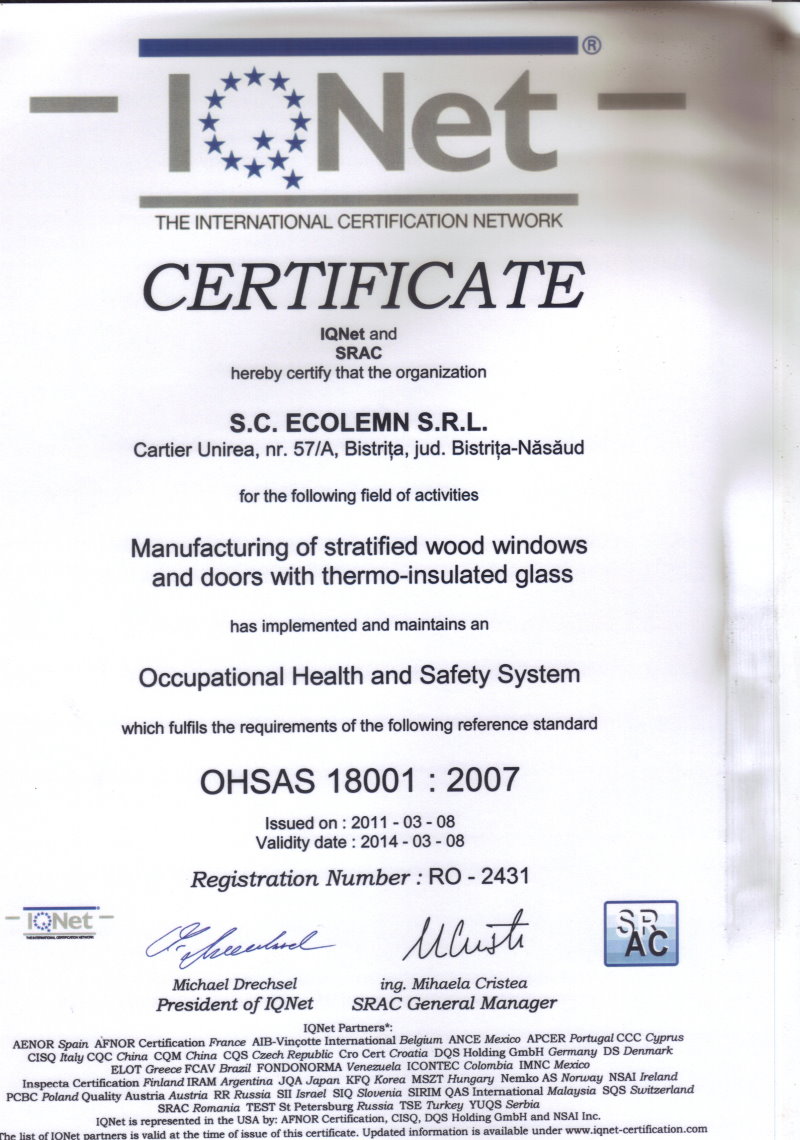 IQNet ®
THE INTERNATIONAL CERTIFICATION NETWORK
CERTIFICATE
IQNet and
SRAC
hereby certify that the organization
S.C. ECOLEMN S.R.L.
Cartier Unirea, nr. 57/A, Bistrița, jud. Bistrița-Năsăud
for the following field of activities
Manufacturing of stratified wood windows
and doors with thermo-insulated glass
has implemented and maintains an
Occupational Health and Safety System
which fulfils the requirements of the following reference standard
OHSAS 18001 : 2007
Issued on : 2011 - 03 - 08
Validity date : 2014 - 03 - 08
Registration Number : RO - 2431
IQNet
THE INTERNATIONAL CERTIFICATION NETWORK
SR
AC
Michael Drechsel
President of IQNet
ing. Mihaela Cristea
SRAC General Manager
IQNet Partners*:
AENOR Spain AFNOR Certification France AIB-Vinçotte International Belgium ANCE Mexico APCER Portugal CCC Cyprus
CISQ Italy CQC China CQM China CQS Czech Republic Cro Cert Croatia DQS Holding GmbH Germany DS Denmark
ELOT Greece FCAV Brazil FONDONORMA Venezuela ICONTEC Colombia IMNC Mexico
Inspecta Certification Finland IRAM Argentina JQA Japan KFQ Korea MSZT Hungary Nemko AS Norway NSAI Ireland
PCBC Poland Quality Austria Austria RR Russia SII Israel SIQ Slovenia SIRIM QAS International Malaysia SQS Switzerland
SRAC Romania TEST St Petersburg Russia TSE Turkey YUQS Serbia
IQNet is represented in the USA by: AFNOR Certification, CISQ, DQS Holding GmbH and NSAI Inc.
The list of IQNet partners is valid at the time of issue of this certificate. Updated information is available under www.iqnet-certification.com